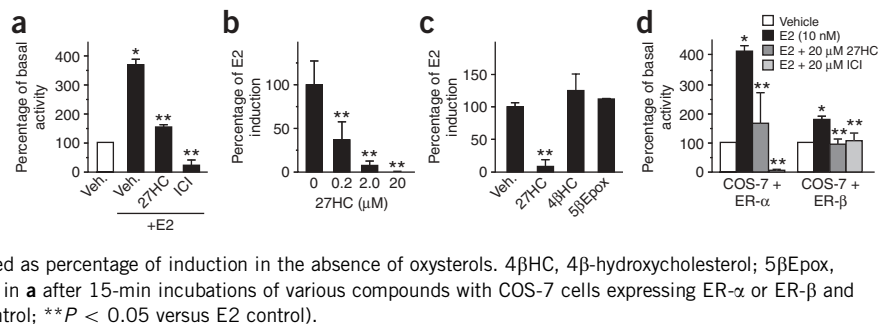 a
Percentage of basal
activity
400
300
200
100
0
*
**
**
Veh.
Veh.
27HC
ICI
+E2
b
Percentage of E2
induction
100
50
0
**
**
**
0 0.2 2.0 20
27HC (μM)
c
Percentage of E2
induction
150
100
50
0
**
Veh.
27HC
4βHC
5βEpox
d
Vehicle
E2 (10 nM)
E2 + 20 μM 27HC
E2 + 20 μM ICI
Percentage of basal
activity
400
300
200
100
0
*
**
**
*
**
**
COS-7 +
ER-α
COS-7 +
ER-β
ed as percentage of induction in the absence of oxysterols. 4βHC, 4β-hydroxycholesterol; 5βEpox,
in a after 15-min incubations of various compounds with COS-7 cells expressing ER-α or ER-β and
ntrol; **P < 0.05 versus E2 control).